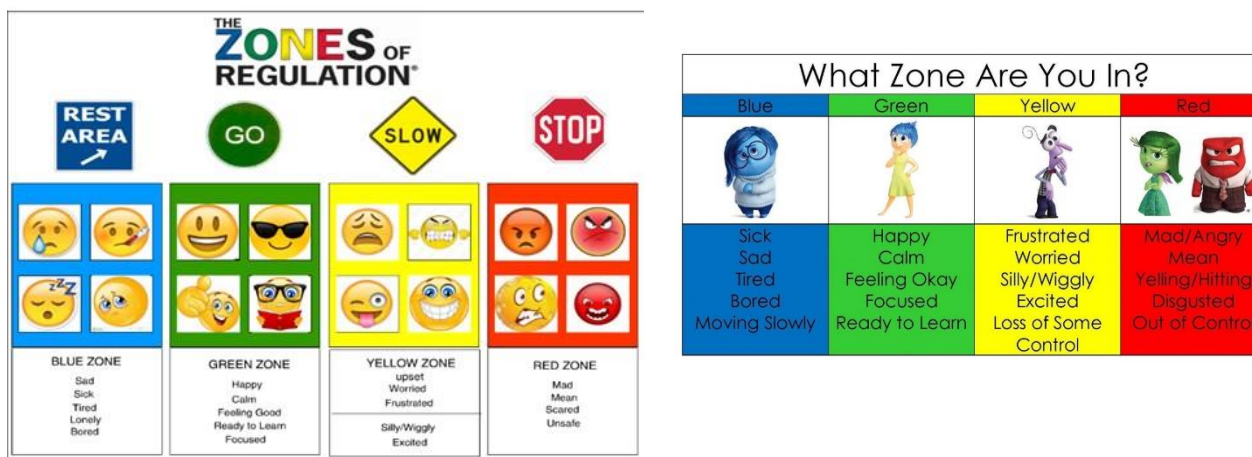 THE
ZONES OF
REGULATION®
REST
AREA
GO
SLOW
STOP
zzz
BLUE ZONE
Sad
Sick
Tired
Lonely
Bored
GREEN ZONE
Happy
Calm
Feeling Good
Ready to Learn
Focused
YELLOW ZONE
upset
Worried
Frustrated
Silly/Wiggly
Excited
RED ZONE
Mad
Mean
Scared
Unsafe
What Zone Are You In?
Blue
Green
Yellow
Red
Sick
Sad
Tired
Bored
Moving Slowly
Happy
Calm
Feeling Okay
Focused
Ready to Learn
Frustrated
Worried
Silly/Wiggly
Excited
Loss of Some
Control
Mad/Angry
Mean
Yelling/Hitting
Disgusted
Out of Control